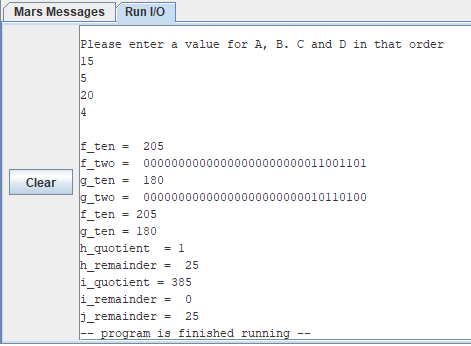 Mars Messages Run I/O
Please enter a value for A, B. C and D in that order
15
5
20
4
f_ten =  205
f_two =  00000000000000000000000011001101
g_ten =  180
g_two =  00000000000000000000000010110100
f_ten = 205
g_ten = 180
h_quotient  = 1
h_remainder =  25
i_quotient = 385
i_remainder =  0
j_remainder =  25
-- program is finished running --
Clear